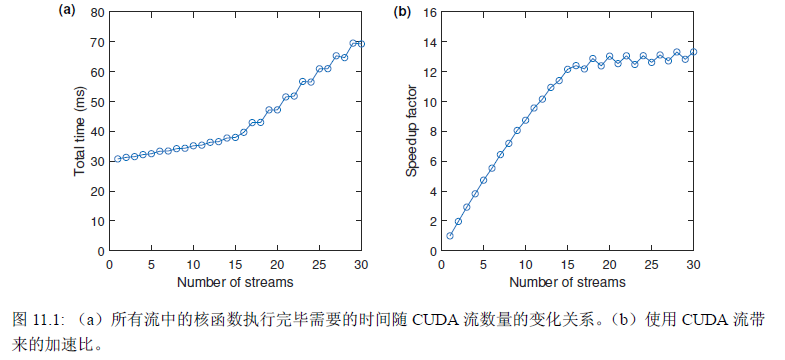 (a)
80
70
60
50
40
30
20
10
0
Total time (ms)
0 5 10 15 20 25 30
Number of streams
(b)
16
14
12
10
8
6
4
2
0
Speedup factor
0 5 10 15 20 25 30
Number of streams
图 11.1: （a）所有流中的核函数执行完毕需要的时间随 CUDA 流数量的变化关系。（b）使用 CUDA 流带
来的加速比。